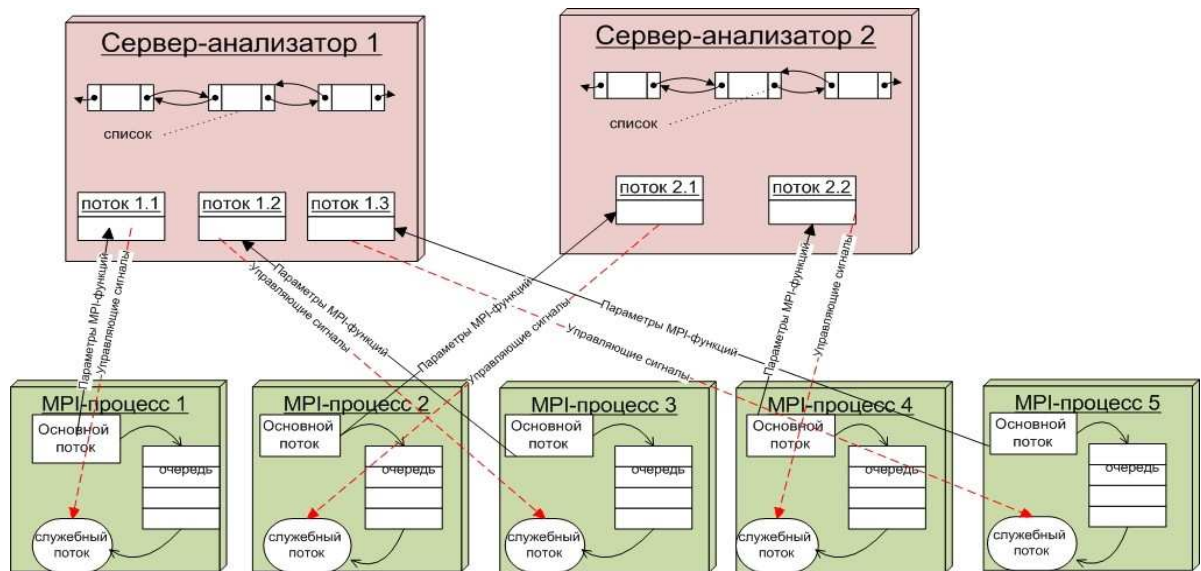 Сервер-анализатор 1
Сервер-анализатор 2
список
список
поток 1.1
поток 1.2
поток 1.3
поток 2.1
поток 2.2
Параметры MPI-функций
Управляющие сигналы
Управляющие сигналы
Параметры MPI-функций
Параметры MPI-функций
Управляющие сигналы
Управляющие сигналы
Параметры MPI-функций
Параметры MPI-функций
Управляющие сигналы
MPI-процесс 1
Основной
поток
служебный
поток
MPI-процесс 2
Основной
поток
очередь
служебный
поток
MPI-процесс 3
Основной
поток
служебный
поток
MPI-процесс 4
Основной
поток
очередь
служебный
поток
MPI-процесс 5
Основной
поток
очередь
служебный
поток